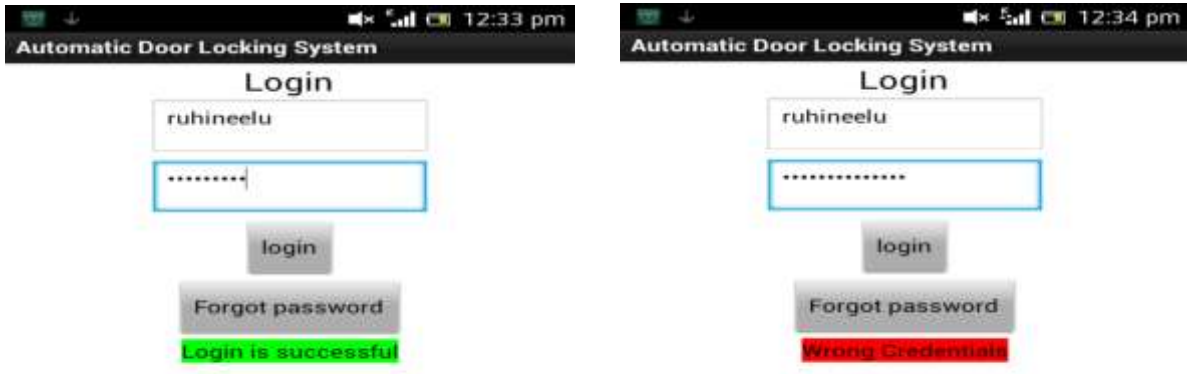 12:33 pm
Automatic Door Locking System
Login
ruhineelu
•••••••••
login
Forgot password
Login is successful
12:34 pm
Automatic Door Locking System
Login
ruhineelu
••••••••••••••
login
Forgot password
Wrong Credentials